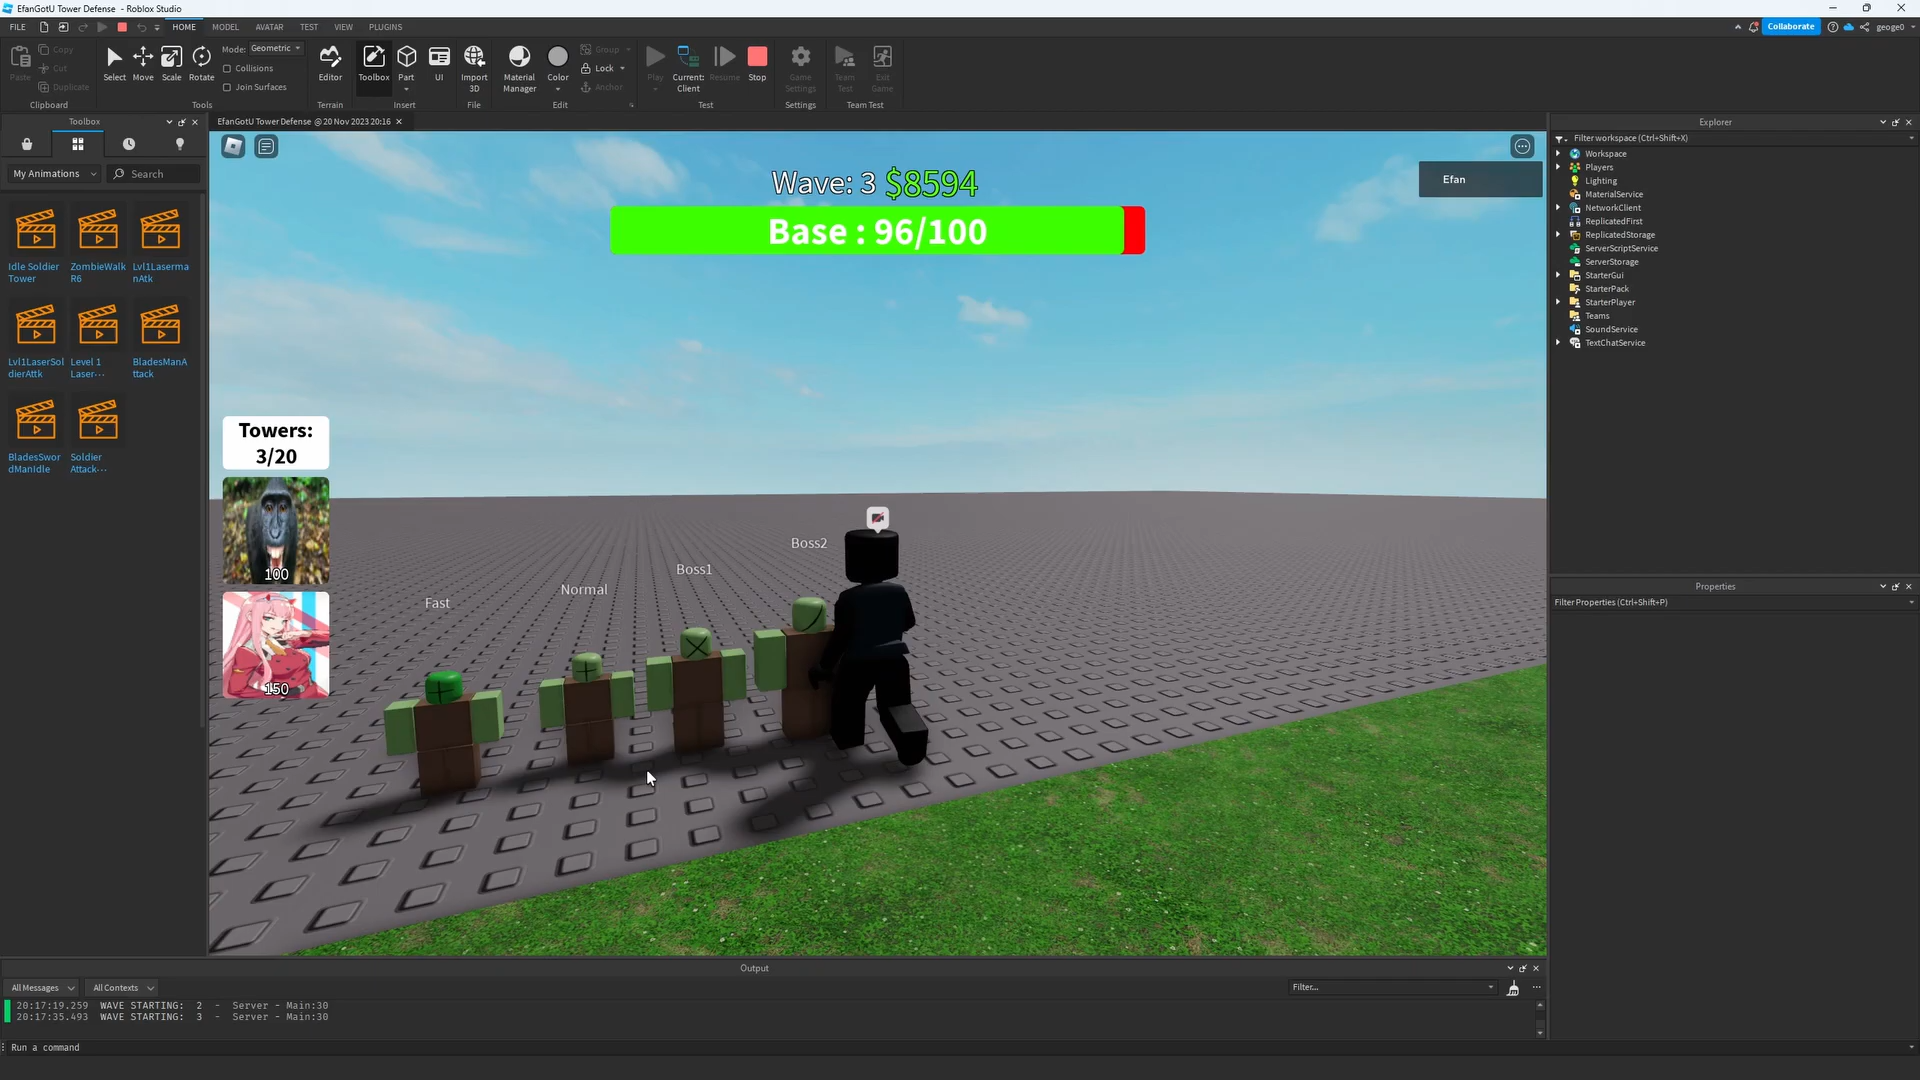 EfanGotU Tower Defense - Roblox Studio
FILE
HOME
MODEL
AVATAR
TEST
VIEW
PLUGINS
Collaborate
geoge0
Paste
Copy
Cut
Duplicate
Clipboard
Select
Move
Scale
Rotate
Mode: Geometric
Collisions
Join Surfaces
Tools
Editor
Terrain
Toolbox
Part
UI
Insert
Import
3D
File
Material
Manager
Color
Group
Lock
Anchor
Edit
Play
Current:
Client
Resume
Stop
Test
Game
Settings
Settings
Team
Test
Exit
Game
Team Test
Toolbox
My Animations
Search
Idle Soldier
Tower
ZombieWalk
R6
Lvl1Laserma
nAtk
Lvl1LaserSol
dierAttk
Level 1
Laser···
BladesManA
ttack
BladesSwor
dManIdle
Soldier
Attack···
EfanGotU Tower Defense @ 20 Nov 2023 20:16
Wave: 3 $8594
Base : 96/100
Efan
Towers:
3/20
100
150
Fast
Normal
Boss1
Boss2
Explorer
Filter workspace (Ctrl+Shift+X)
Workspace
Players
Lighting
MaterialService
NetworkClient
ReplicatedFirst
ReplicatedStorage
ServerScriptService
ServerStorage
StarterGui
StarterPack
StarterPlayer
Teams
SoundService
TextChatService
Properties
Filter Properties (Ctrl+Shift+P)
Output
All Messages
All Contexts
Filter...
20:17:19.259 WAVE STARTING: 2 - Server - Main:30
20:17:35.493 WAVE STARTING: 3 - Server - Main:30
Run a command